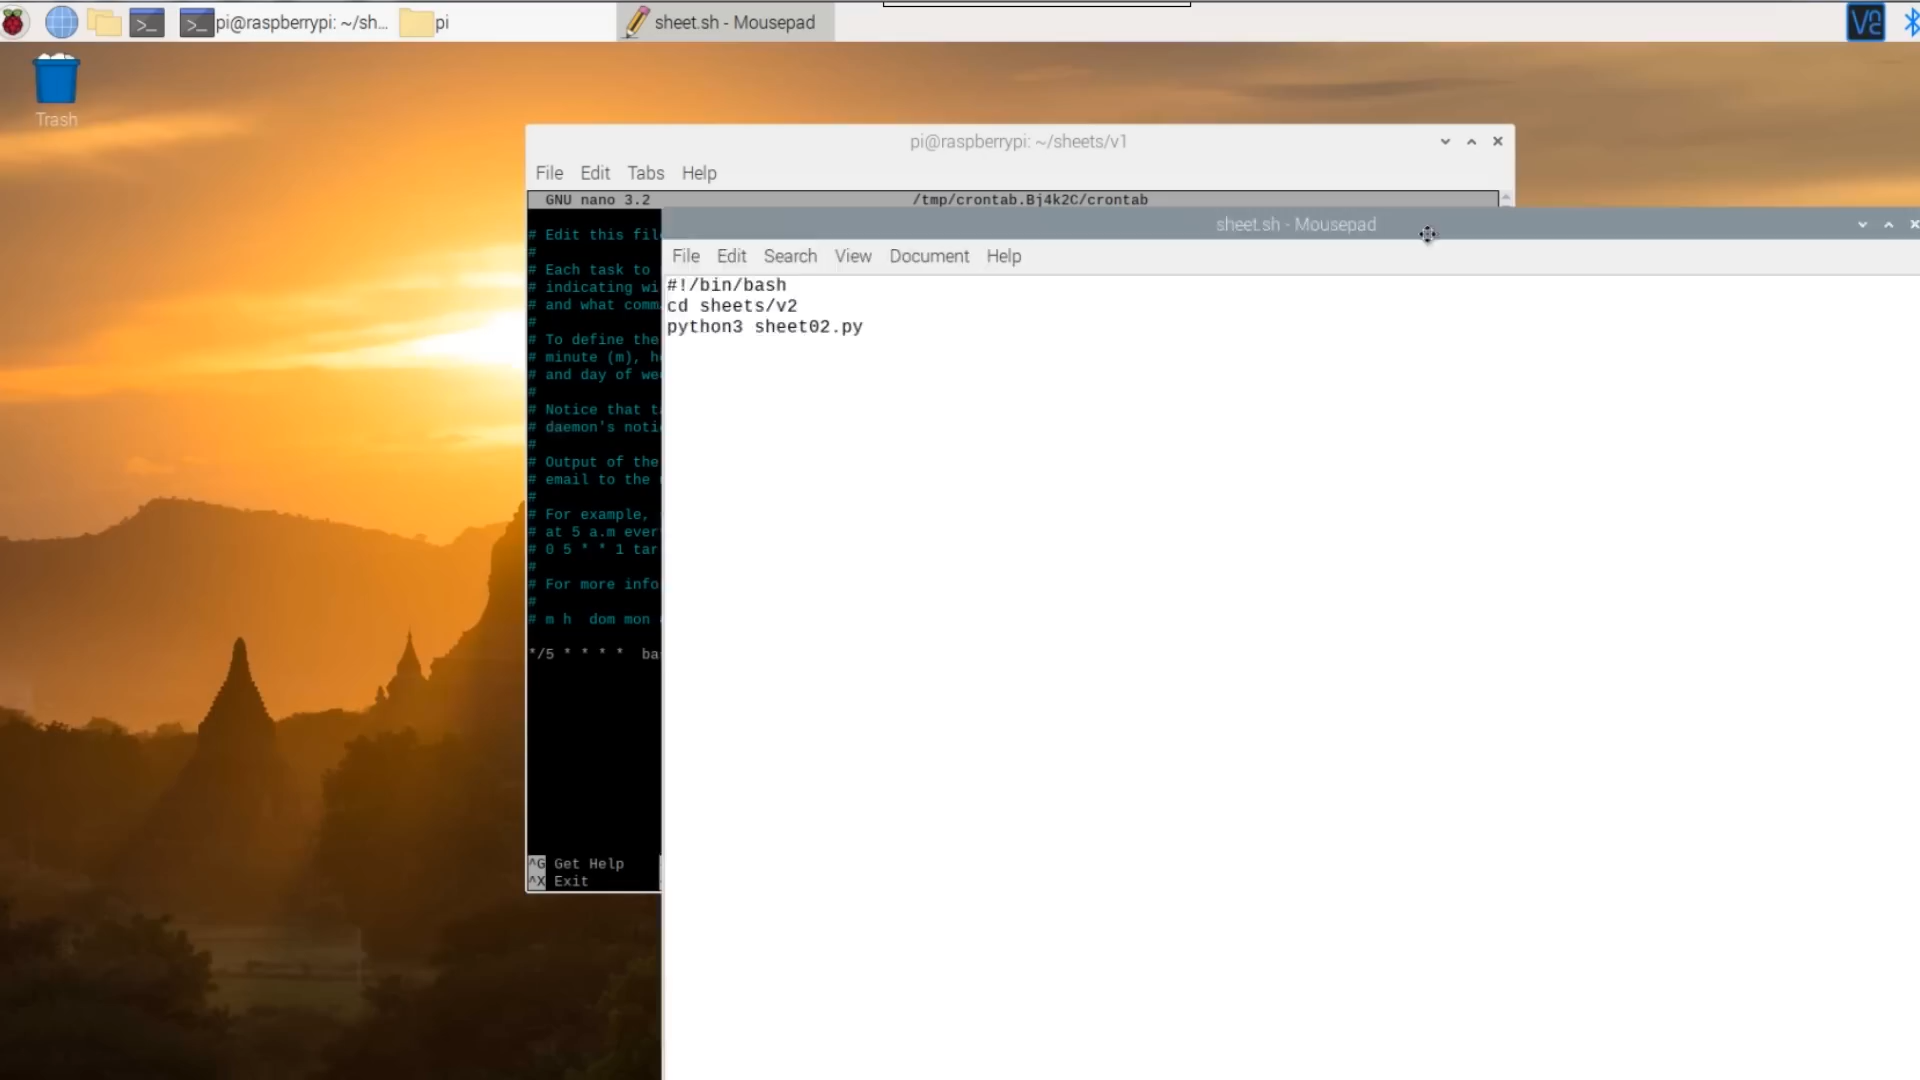 pi@raspberrypi: ~/sh...
pi
sheet.sh - Mousepad
Trash
pi@raspberrypi: ~/sheets/v1
File Edit Tabs Help
GNU nano 3.2 /tmp/crontab.Bj4k2C/crontab
sheet.sh - Mousepad
File Edit Search View Document Help
#!/bin/bash
cd sheets/v2
python3 sheet02.py
# Edit this fil
#
# Each task to
# indicating wi
# and what comm
#
# To define the
# minute (m), h
# and day of we
#
# Notice that t
# daemon's noti
#
# Output of the
# email to the
#
# For example,
# at 5 a.m ever
# 0 5 * * 1 tar
#
# For more info
#
# m h dom mon
*/5 * * * * ba
^G Get Help
^X Exit